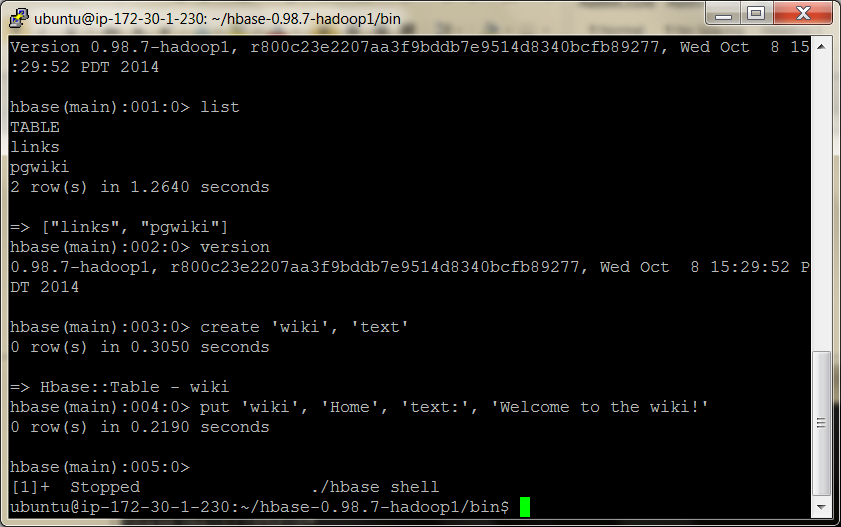 ubuntu@ip-172-30-1-230: ~/hbase-0.98.7-hadoop1/bin
Version 0.98.7-hadoop1, r800c23e2207aa3f9bddb7e9514d8340bcfb89277, Wed Oct  8 15
:29:52 PDT 2014
hbase(main):001:0> list
TABLE
links
pgwiki
2 row(s) in 1.2640 seconds
=> ["links", "pgwiki"]
hbase(main):002:0> version
0.98.7-hadoop1, r800c23e2207aa3f9bddb7e9514d8340bcfb89277, Wed Oct  8 15:29:52 P
DT 2014
hbase(main):003:0> create 'wiki', 'text'
0 row(s) in 0.3050 seconds
=> Hbase::Table - wiki
hbase(main):004:0> put 'wiki', 'Home', 'text:', 'Welcome to the wiki!'
0 row(s) in 0.2190 seconds
hbase(main):005:0>
[1]+  Stopped                 ./hbase shell
ubuntu@ip-172-30-1-230:~/hbase-0.98.7-hadoop1/bin$